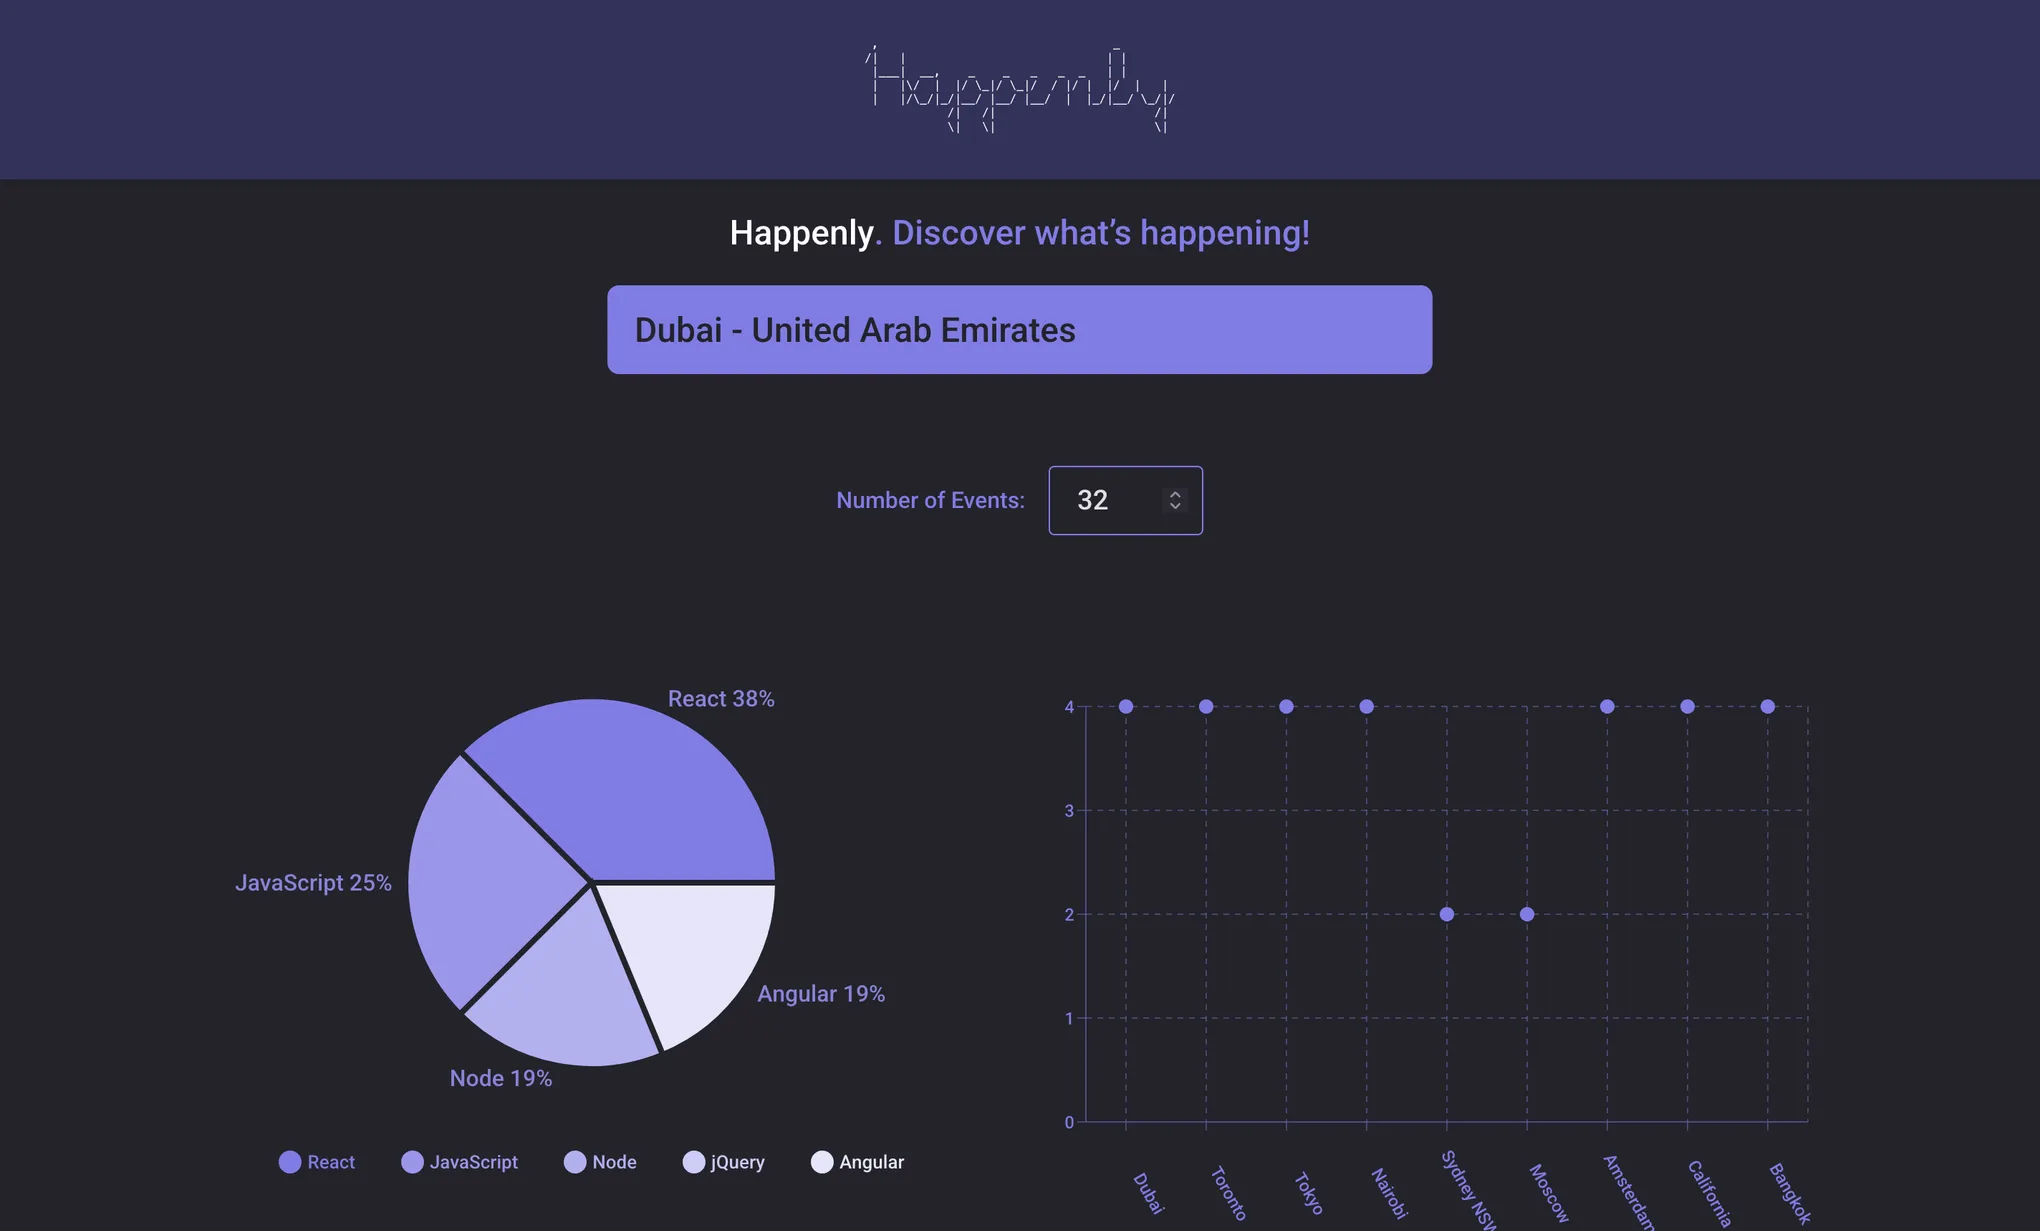 Happenly
Happenly. Discover what’s happening!
Dubai - United Arab Emirates
Number of Events: 32
React 38%
JavaScript 25%
Angular 19%
Node 19%
React JavaScript Node jQuery Angular
4
3
2
1
0
Dubai Toronto Tokyo Nairobi Sydney NSW Moscow Amsterdam California Bangkok